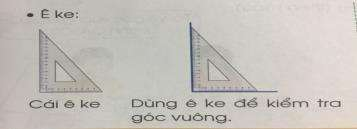 • Ê ke:
Cái ê ke
Dùng ê ke để kiểm tra
góc vuông.